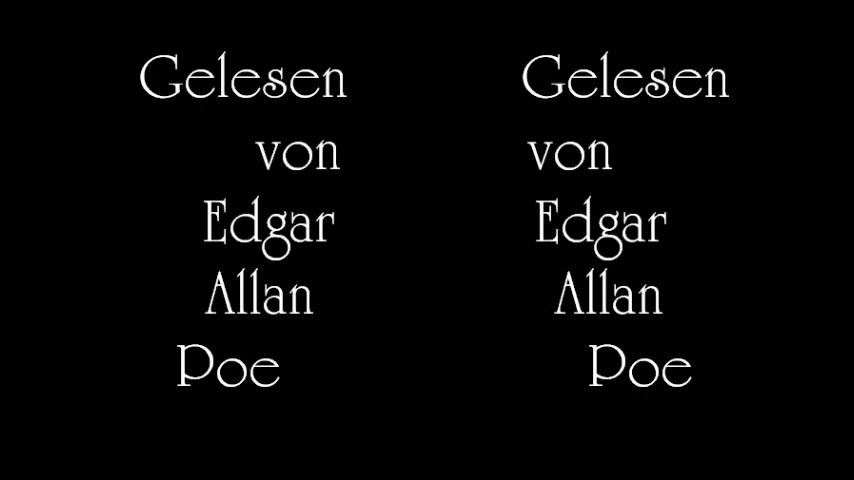 Gelesen Gelesen
von von
Edgar Edgar
Allan Allan
Poe Poe